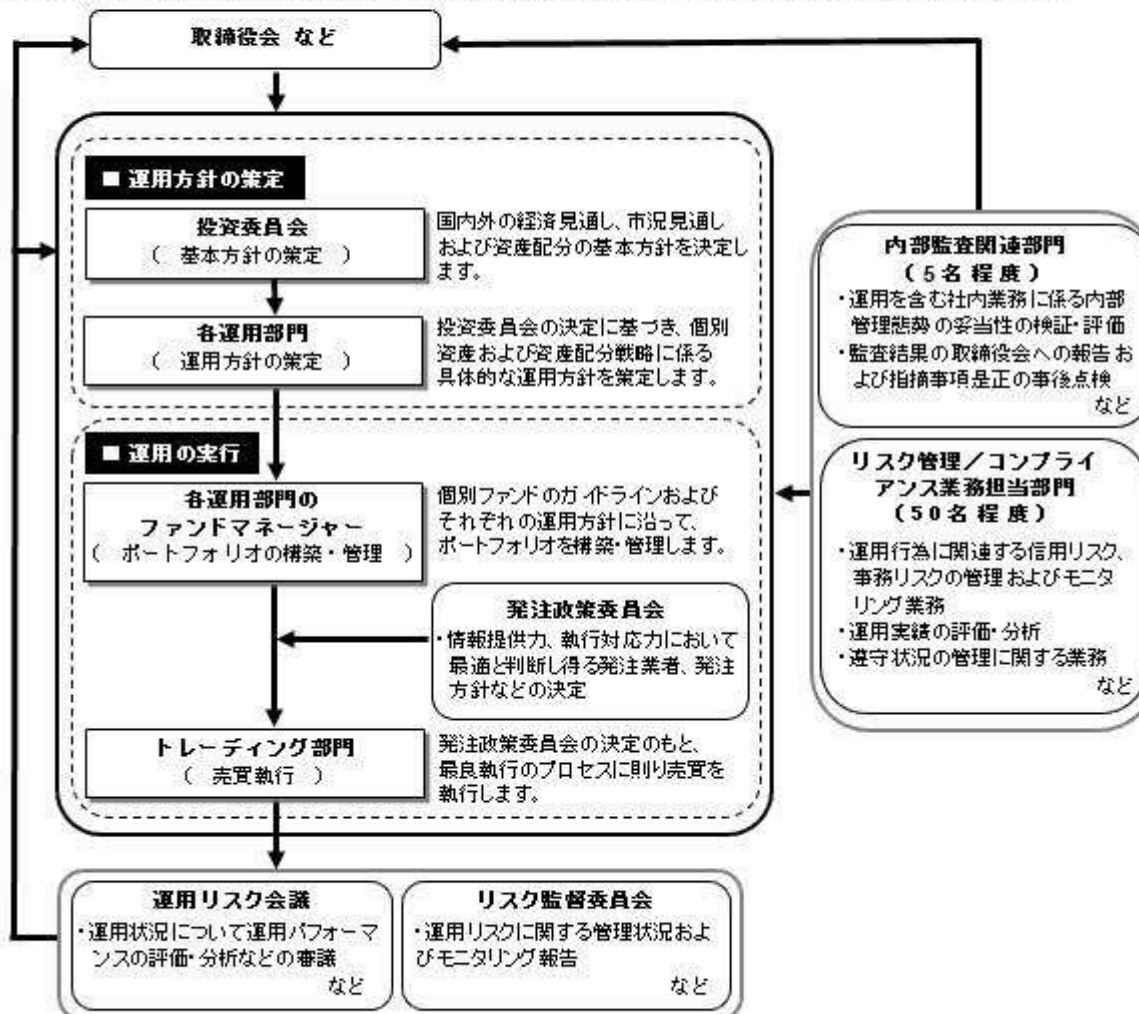 取締役会 など
■ 運用方針の策定
投資委員会
( 基本方針の策定 )
国内外の経済見通し、市況見通し
および資産配分の基本方針を決定し
ます。
各運用部門
( 運用方針の策定 )
投資委員会の決定に基づき、個別
資産および資産配分戦略に係る
具体的な運用方針を策定します。
■ 運用の実行
各運用部門の
ファンドマネージャー
( ポートフォリオの構築・管理 )
個別ファンドのガイドラインおよび
それぞれの運用方針に沿って、
ポートフォリオを構築・管理します。
発注政策委員会
・情報提供力、執行対応力において
最適と判断し得る発注業者、発注
方針などの決定
トレーディング部門
( 売買執行 )
発注政策委員会の決定のもと、
最良執行のプロセスに則り売買を
執行します。
内部監査関連部門
(5名程度)
・運用を含む社内業務に係る内部
管理態勢の妥当性の検証・評価
・監査結果の取締役会への報告お
よび指摘事項是正の事後点検
など
リスク管理/コンプライ
アンス業務担当部門
(50名程度)
・運用行為に関連する信用リスク、
事務リスクの管理およびモニタ
リング業務
・運用実績の評価・分析
・遵守状況の管理に関する業務
など
運用リスク会議
・運用状況について運用パフォーマ
ンスの評価・分析などの審議
など
リスク監督委員会
・運用リスクに関する管理状況およ
びモニタリング報告
など